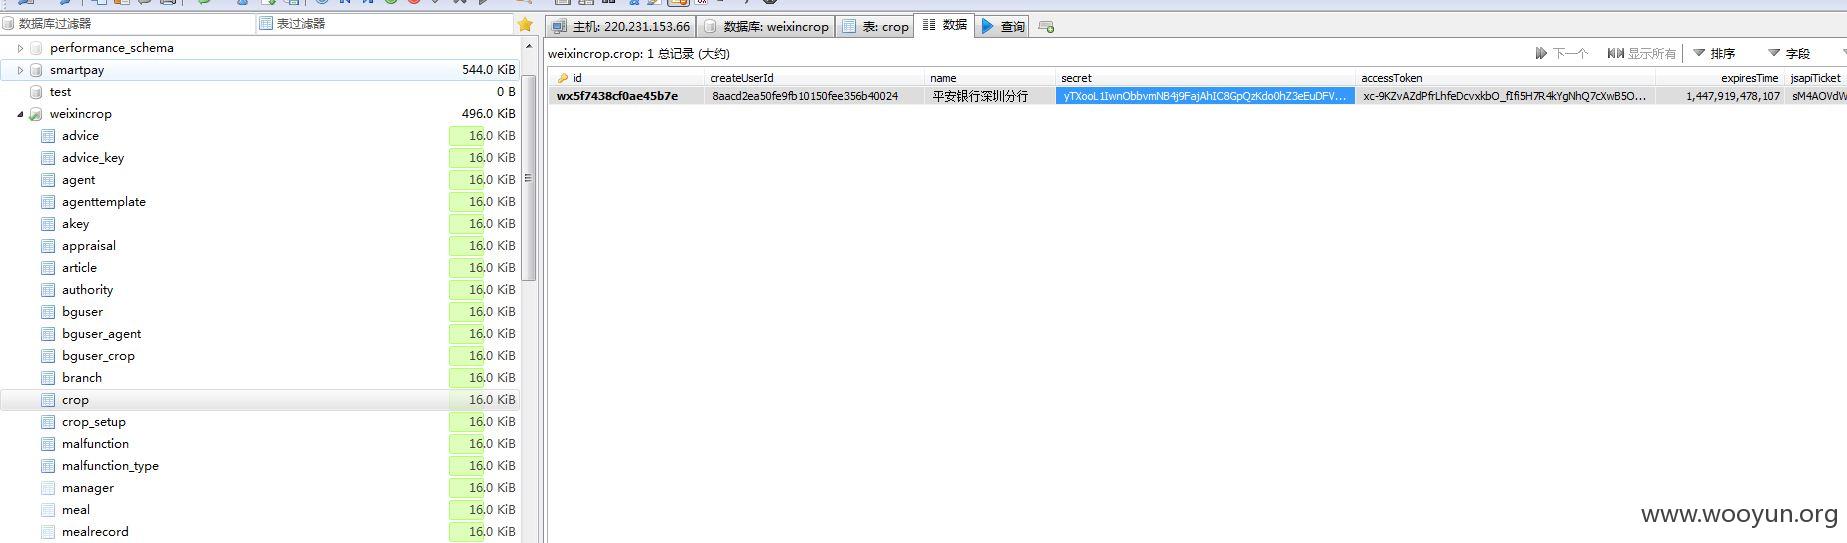 数据库过滤器 表过滤器
主机: 220.231.153.66 数据库: weixincrop 表: crop 数据 查询
weixincrop.crop: 1 总记录 (大约) 下一个 显示所有 排序 字段
id createUserId name secret accessToken expiresTime jsapiTicket
wx5f7438cf0ae45b7e 8aacd2ea50fe9fb10150fee356b40024 平安银行深圳分行 1,447,919,478,107
performance_schema
smartpay 544.0 KiB
test 0 B
weixincrop 496.0 KiB
advice 16.0 KiB
advice_key 16.0 KiB
agent 16.0 KiB
agenttemplate 16.0 KiB
akey 16.0 KiB
appraisal 16.0 KiB
article 16.0 KiB
authority 16.0 KiB
bguser 16.0 KiB
bguser_agent 16.0 KiB
bguser_crop 16.0 KiB
branch 16.0 KiB
crop 16.0 KiB
crop_setup 16.0 KiB
malfunction 16.0 KiB
malfunction_type 16.0 KiB
manager 16.0 KiB
meal 16.0 KiB
mealrecord 16.0 KiB
www.wooyun.org